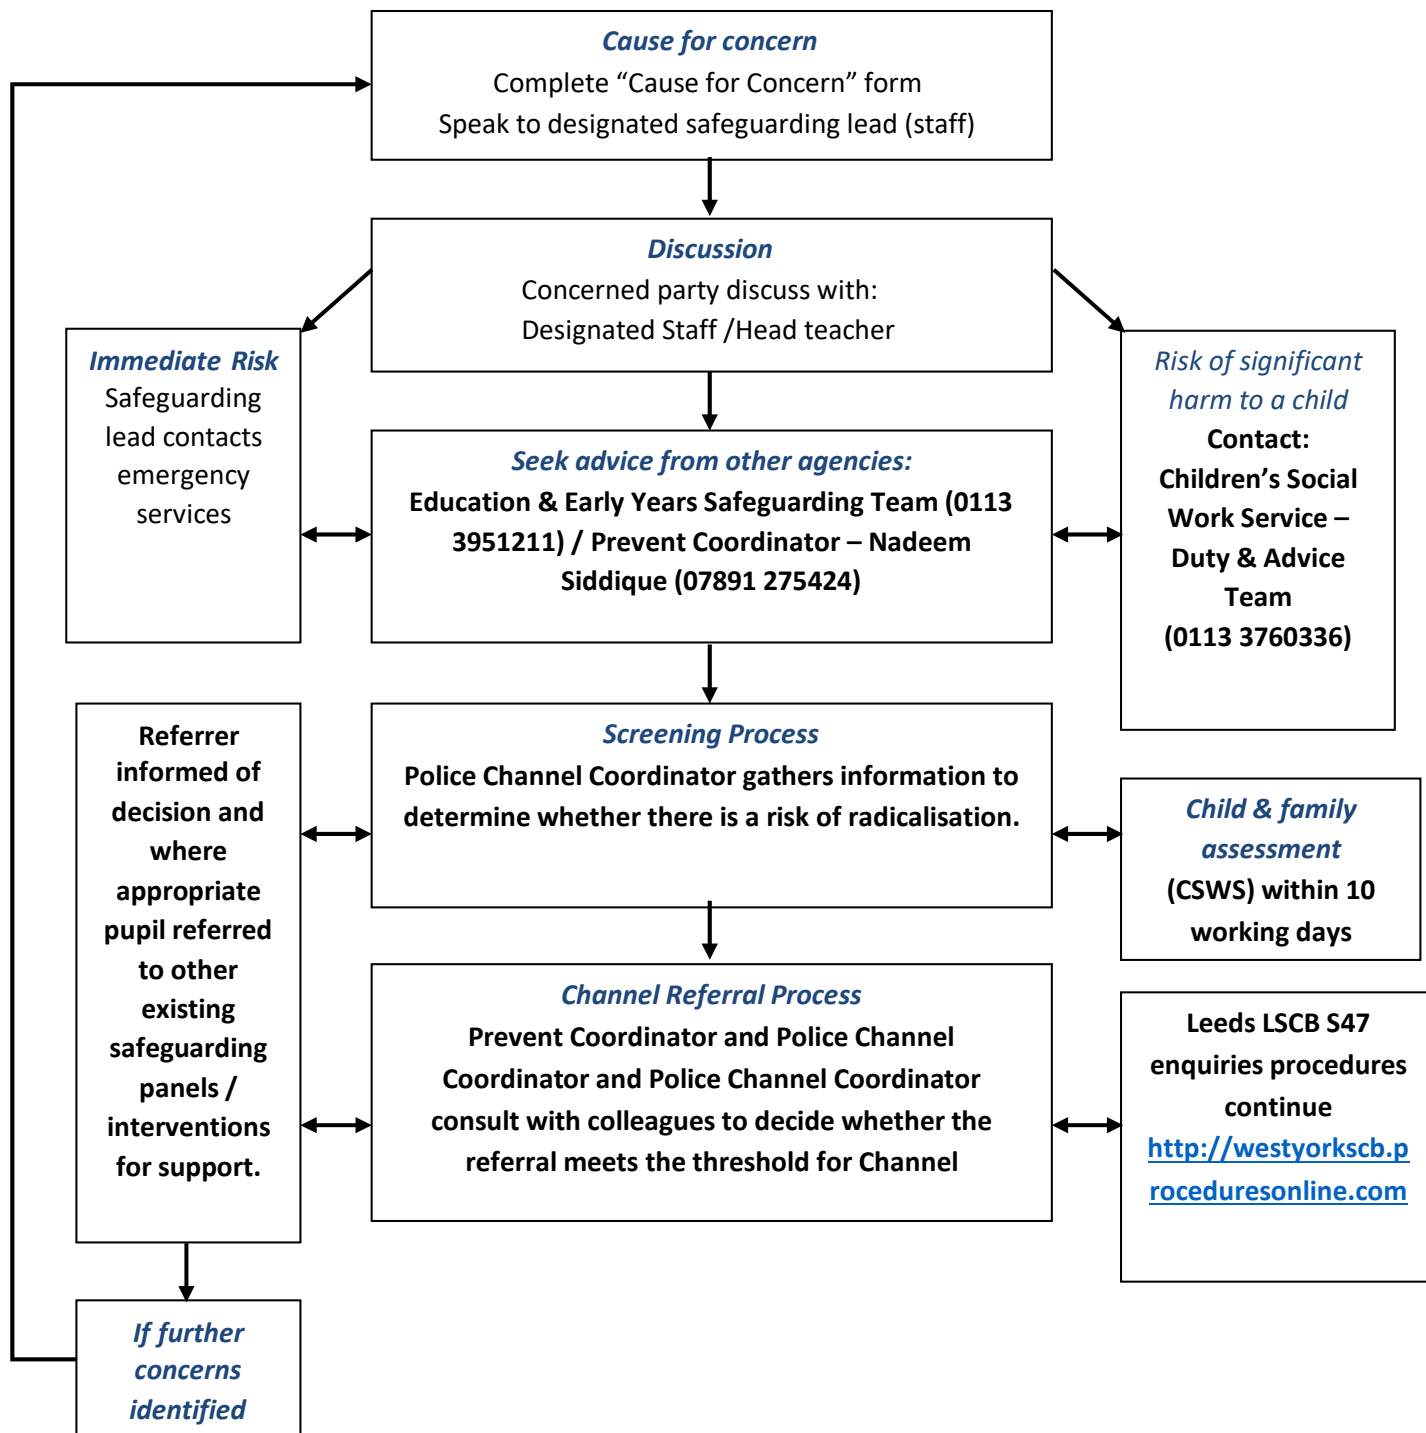 Cause for concern
Complete “Cause for Concern” form
Speak to designated safeguarding lead (staff)
Discussion
Concerned party discuss with:
Designated Staff /Head teacher
Immediate Risk
Safeguarding
lead contacts
emergency
services
Seek advice from other agencies:
Education & Early Years Safeguarding Team (0113
3951211) / Prevent Coordinator – Nadeem
Siddique (07891 275424)
Risk of significant
harm to a child
Contact:
Children’s Social
Work Service –
Duty & Advice
Team
(0113 3760336)
Referrer
informed of
decision and
where
appropriate
pupil referred
to other
existing
safeguarding
panels /
interventions
for support.
Screening Process
Police Channel Coordinator gathers information to
determine whether there is a risk of radicalisation.
Child & family
assessment
(CSWS) within 10
working days
Channel Referral Process
Prevent Coordinator and Police Channel
Coordinator and Police Channel Coordinator
consult with colleagues to decide whether the
referral meets the threshold for Channel
Leeds LSCB S47
enquiries procedures
continue
http://westyorkscb.p
roceduresonline.com
If further
concerns
identified